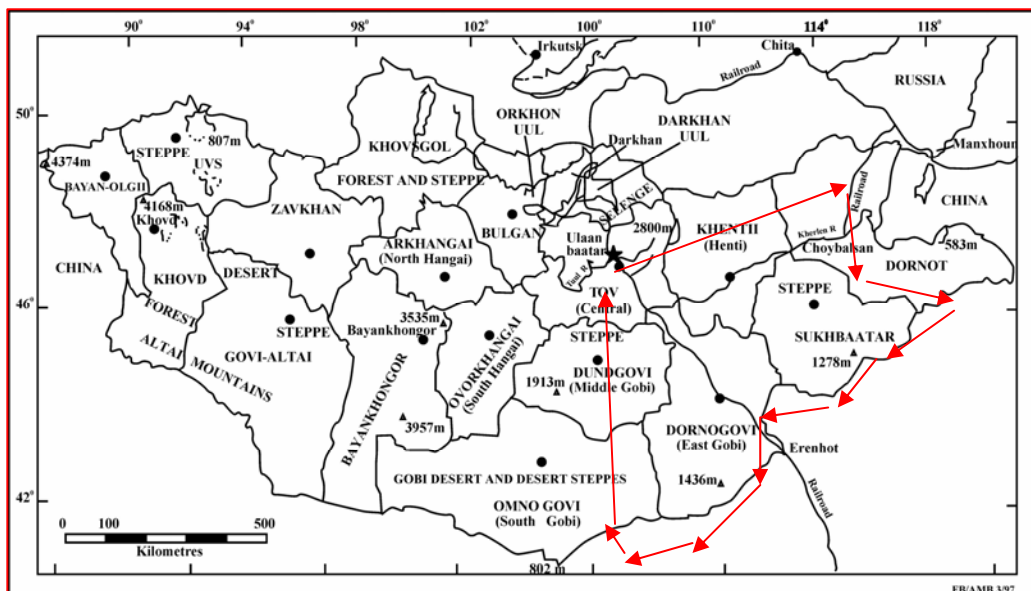 90° 94° 98° 102° 100° 110° 114° 118°
Irkutsk
Chita
Railroad
RUSSIA
50°
ORKHON
UUL
DARKHAN
UUL
Darkhan
Manxhour
STEPPE
807m
UVS
KHOVSGOL
4374m
BAYAN-OLGII
FOREST AND STEPPE
SELENGE
Railroad
CHINA
4168m
Khovd
ZAVKHAN
BULGAN
2800m
KHENTII
(Henti)
Kherlen R
Choybalsan
583m
ARKHANGAI
(North Hangai)
Ulaan
baatar
Tuul R
DORNOT
CHINA
KHOVD
DESERT
TOV
(Central)
STEPPE
46°
FOREST
STEPPE
3535m
Bayankhongor
STEPPE
SUKHBAATAR
1278m
ALTAI MOUNTAINS
GOVI-ALTAI
BAYANKHONGOR
OVORKHANGAI
(South Hangai)
1913m
DUNDGOVI
(Middle Gobi)
3957m
DORNOGOVI
(East Gobi)
Erenhot
GOBI DESERT AND DESERT STEPPES
1436m
42°
OMNO GOVI
(South Gobi)
Railroad
0 100 500
Kilometres
802 m
EB/AMB 3/97